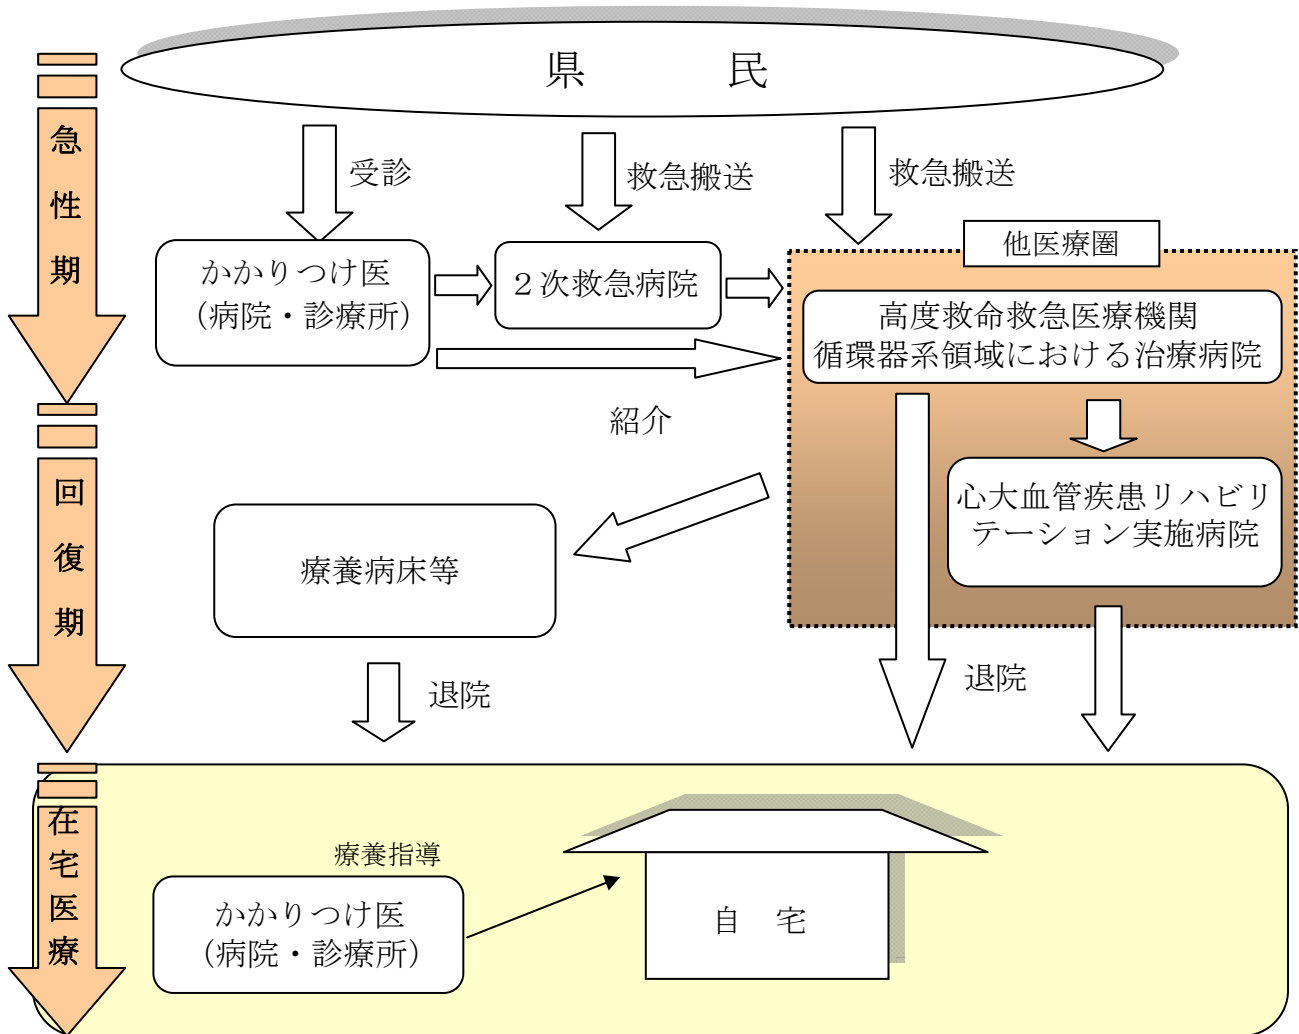 県　民
急性期
受診
救急搬送
救急搬送
他医療圏
かかりつけ医
（病院・診療所）
２次救急病院
高度救命救急医療機関
循環器系領域における治療病院
紹介
回復期
心大血管疾患リハビリ
テーション実施病院
療養病床等
退院
退院
在宅医療
療養指導
かかりつけ医
（病院・診療所）
自　宅